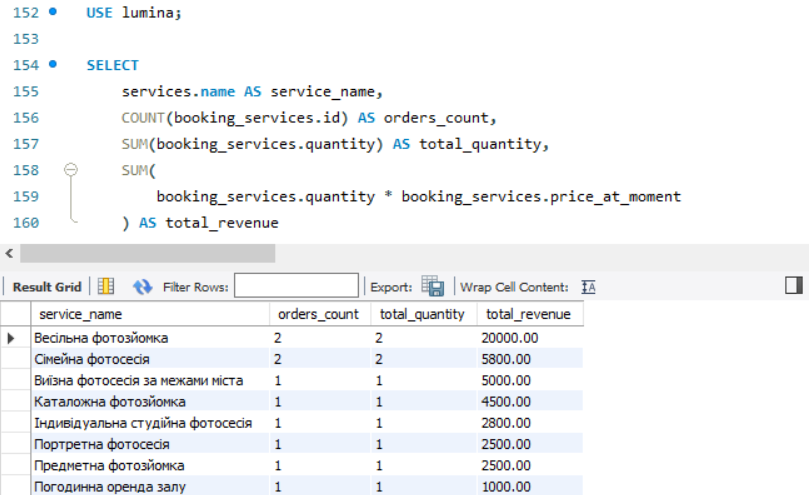 152 USE lumina;
153
154 SELECT
155 services.name AS service_name,
156 COUNT(booking_services.id) AS orders_count,
157 SUM(booking_services.quantity) AS total_quantity,
158 SUM(
159 booking_services.quantity * booking_services.price_at_moment
160 ) AS total_revenue
Result Grid Filter Rows: Export: Wrap Cell Content: IA
service_name orders_count total_quantity total_revenue
Весільна фотозйомка 2 2 20000.00
Сімейна фотосесія 2 2 5800.00
Виїзна фотосесія за межами міста 1 1 5000.00
Каталожна фотозйомка 1 1 4500.00
Індивідуальна студійна фотосесія 1 1 2800.00
Портретна фотосесія 1 1 2500.00
Предметна фотозйомка 1 1 2500.00
Погодинна оренда залу 1 1 1000.00